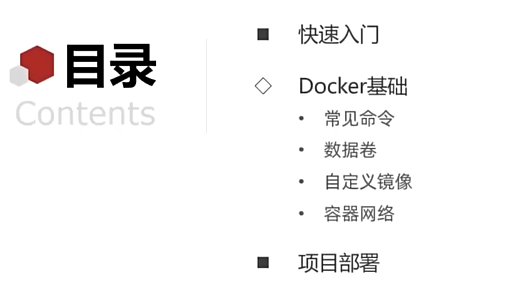 目录
Contents
快速入门
Docker基础
常见命令
数据卷
自定义镜像
容器网络
项目部署